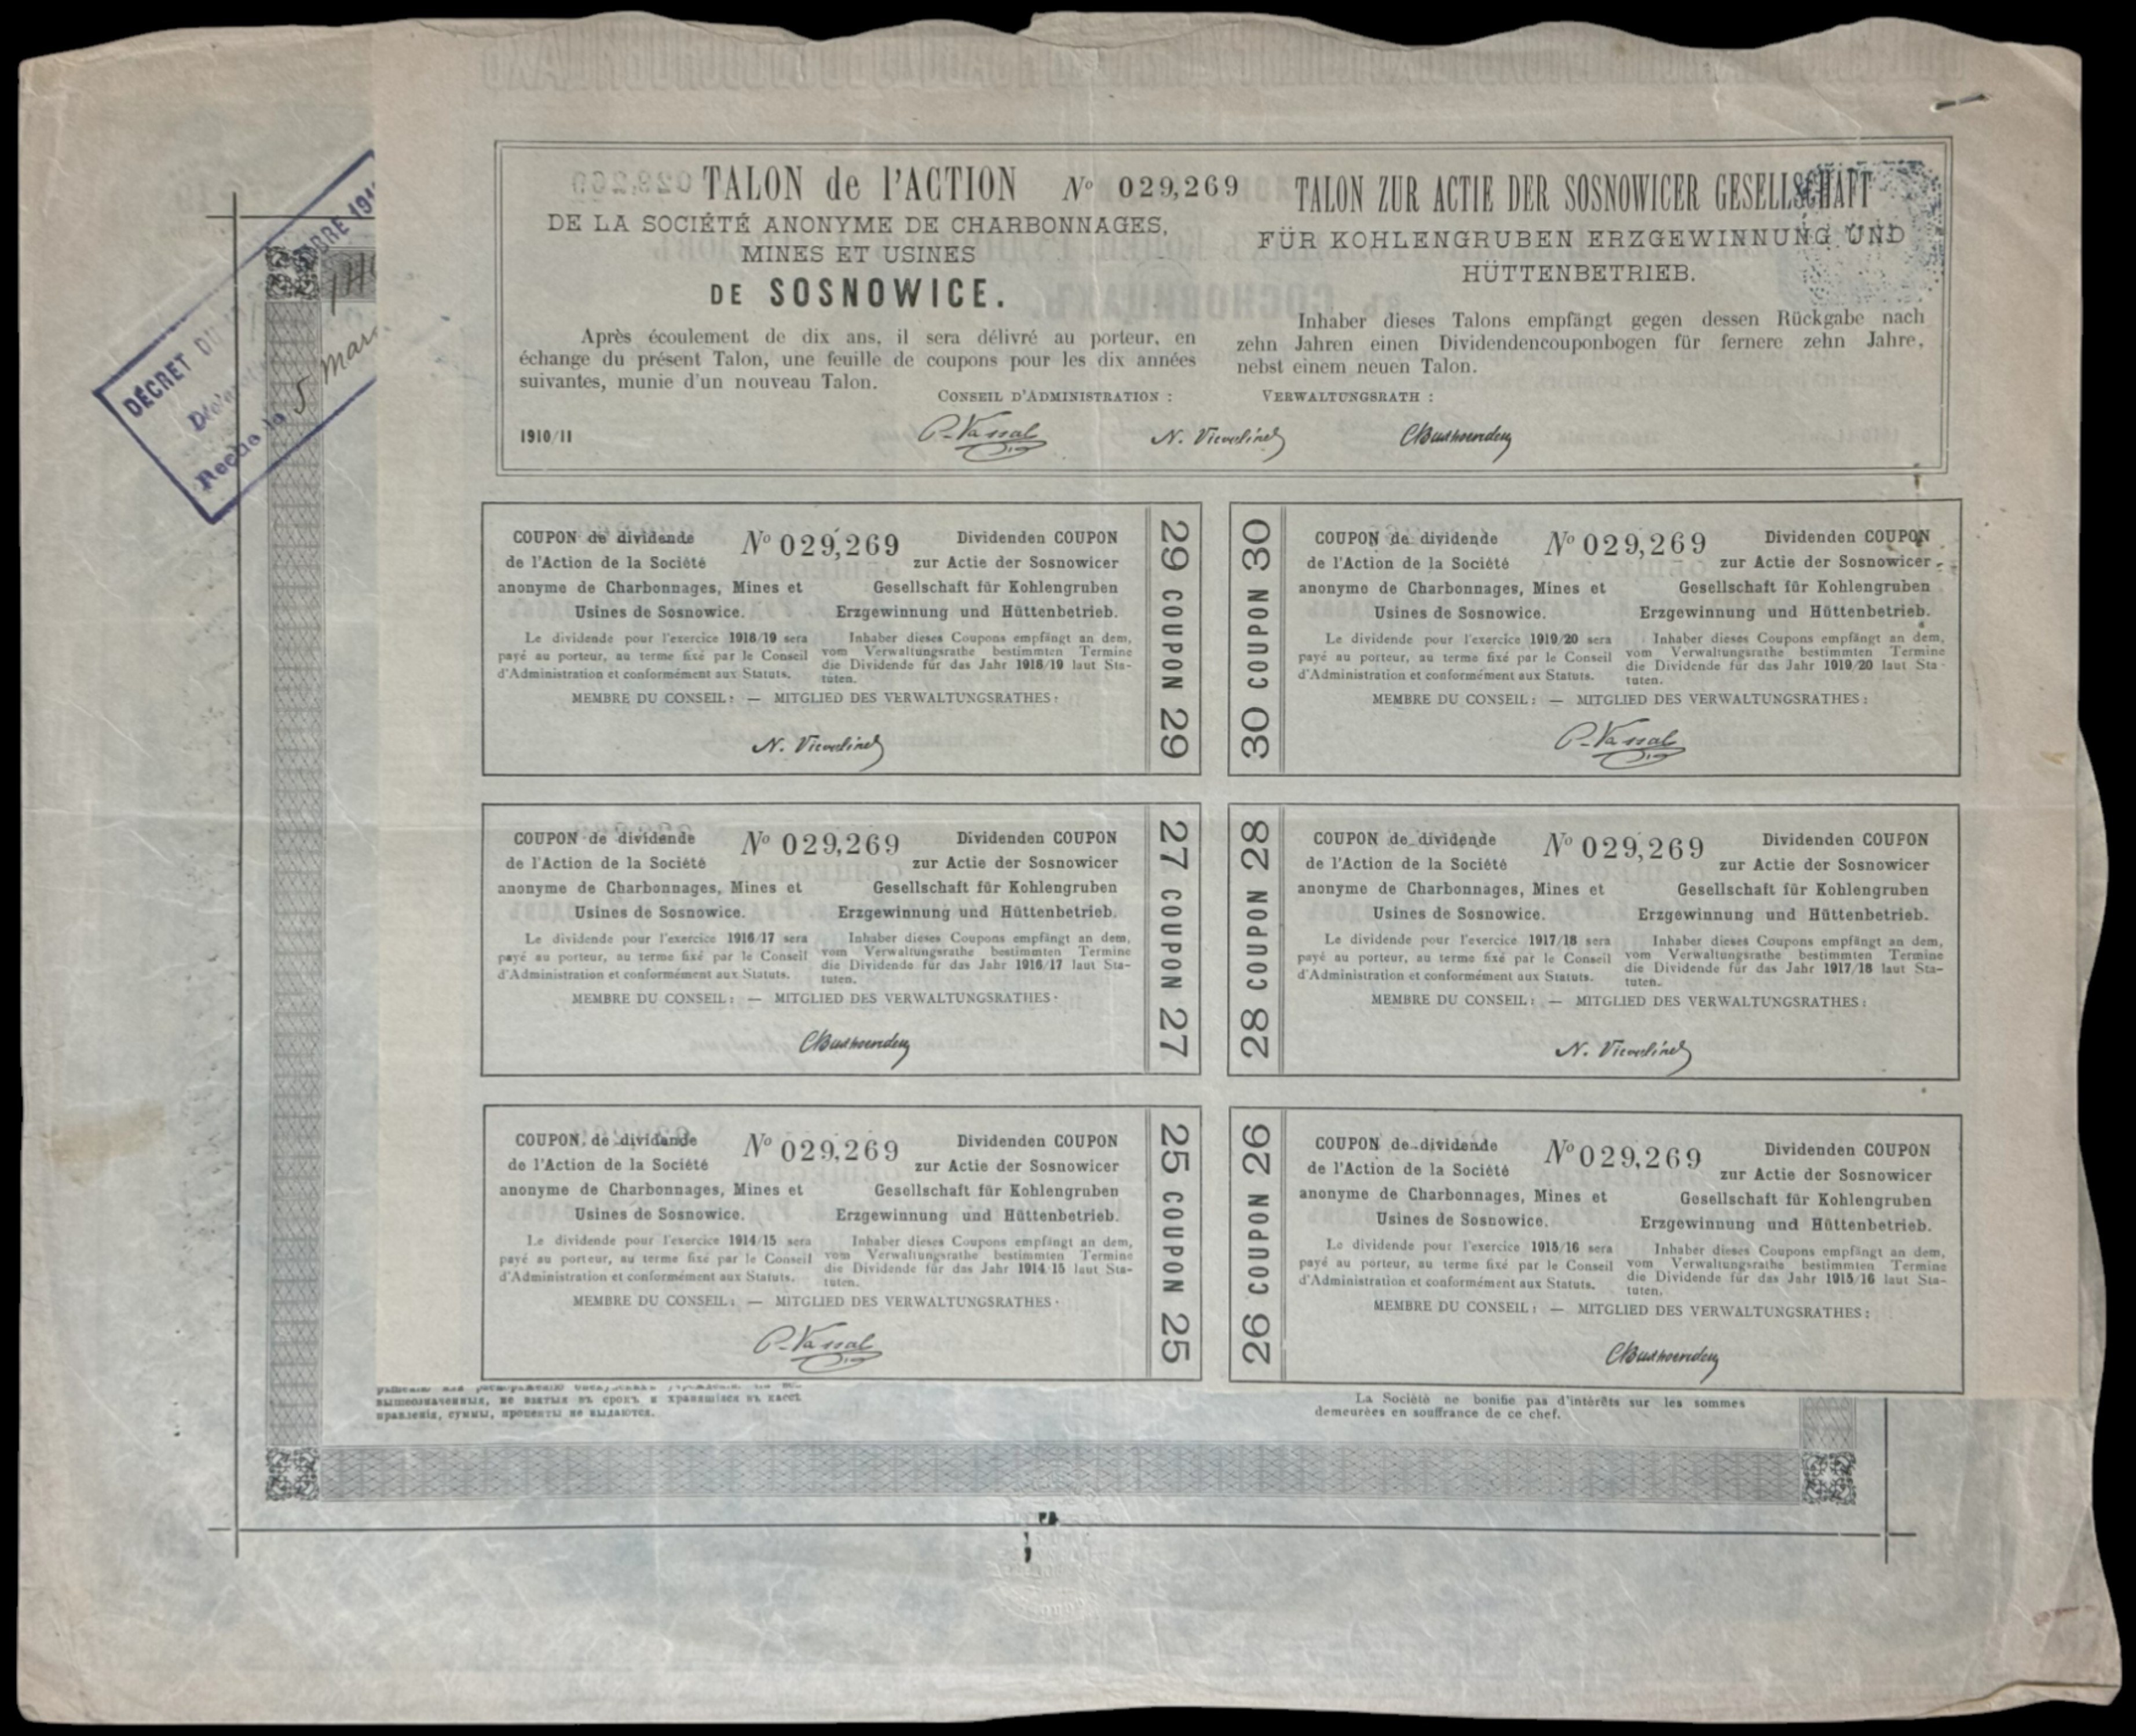 DÉCRET DU
BRE 191
5 Mars
Reçue le
TALON de l'ACTION
№ 029,269
DE LA SOCIÉTÉ ANONYME DE CHARBONNAGES,
MINES ET USINES
DE SOSNOWICE.
Après écoulement de dix ans, il sera délivré au porteur, en
échange du présent Talon, une feuille de coupons pour les dix années
suivantes, munie d'un nouveau Talon.
CONSEIL D'ADMINISTRATION :
TALON ZUR ACTIE DER SOSNOWICER GESELLSCHAFT
FÜR KOHLENGRUBEN ERZGEWINNUNG UND
HÜTTENBETRIEB.
Inhaber dieses Talons empfängt gegen dessen Rückgabe nach
zehn Jahren einen Dividendencouponbogen für fernere zehn Jahre,
nebst einem neuen Talon.
VERWALTUNGSRATH :
1910/11
P. Vassal
COUPON de dividende
de l'Action de la Société
anonyme de Charbonnages, Mines et
Usines de Sosnowice.
№ 029,269
Dividenden COUPON
zur Actie der Sosnowicer
Gesellschaft für Kohlengruben
Erzgewinnung und Hüttenbetrieb.
Le dividende pour l'exercice 1918/19 sera
payé au porteur, au terme fixé par le Conseil
d'Administration et conformément aux Statuts.
Inhaber dieses Coupons empfängt an dem,
vom Verwaltungsrathe bestimmten Termine
die Dividende für das Jahr 1918/19 laut Sta-
tuten.
MEMBRE DU CONSEIL : — MITGLIED DES VERWALTUNGSRATHES :
29 COUPON 29
30 COUPON 30
COUPON de dividende
de l'Action de la Société
anonyme de Charbonnages, Mines et
Usines de Sosnowice.
№ 029,269
Dividenden COUPON
zur Actie der Sosnowicer
Gesellschaft für Kohlengruben
Erzgewinnung und Hüttenbetrieb.
Le dividende pour l'exercice 1919/20 sera
payé au porteur, au terme fixé par le Conseil
d'Administration et conformément aux Statuts.
Inhaber dieses Coupons empfängt an dem,
vom Verwaltungsrathe bestimmten Termine
die Dividende für das Jahr 1919/20 laut Sta-
tuten.
MEMBRE DU CONSEIL : — MITGLIED DES VERWALTUNGSRATHES :
P. Vassal
COUPON de dividende
de l'Action de la Société
anonyme de Charbonnages, Mines et
Usines de Sosnowice.
№ 029,269
Dividenden COUPON
zur Actie der Sosnowicer
Gesellschaft für Kohlengruben
Erzgewinnung und Hüttenbetrieb.
Le dividende pour l'exercice 1916/17 sera
payé au porteur, au terme fixé par le Conseil
d'Administration et conformément aux Statuts.
Inhaber dieses Coupons empfängt an dem,
vom Verwaltungsrathe bestimmten Termine
die Dividende für das Jahr 1916/17 laut Sta-
tuten.
MEMBRE DU CONSEIL : — MITGLIED DES VERWALTUNGSRATHES :
27 COUPON 27
28 COUPON 28
COUPON de dividende
de l'Action de la Société
anonyme de Charbonnages, Mines et
Usines de Sosnowice.
№ 029,269
Dividenden COUPON
zur Actie der Sosnowicer
Gesellschaft für Kohlengruben
Erzgewinnung und Hüttenbetrieb.
Le dividende pour l'exercice 1917/18 sera
payé au porteur, au terme fixé par le Conseil
d'Administration et conformément aux Statuts.
Inhaber dieses Coupons empfängt an dem,
vom Verwaltungsrathe bestimmten Termine
die Dividende für das Jahr 1917/18 laut Sta-
tuten.
MEMBRE DU CONSEIL : — MITGLIED DES VERWALTUNGSRATHES :
COUPON de dividende
de l'Action de la Société
anonyme de Charbonnages, Mines et
Usines de Sosnowice.
№ 029,269
Dividenden COUPON
zur Actie der Sosnowicer
Gesellschaft für Kohlengruben
Erzgewinnung und Hüttenbetrieb.
Le dividende pour l'exercice 1914/15 sera
payé au porteur, au terme fixé par le Conseil
d'Administration et conformément aux Statuts.
Inhaber dieses Coupons empfängt an dem,
vom Verwaltungsrathe bestimmten Termine
die Dividende für das Jahr 1914/15 laut Sta-
tuten.
MEMBRE DU CONSEIL : — MITGLIED DES VERWALTUNGSRATHES :
P. Vassal
25 COUPON 25
26 COUPON 26
COUPON de dividende
de l'Action de la Société
anonyme de Charbonnages, Mines et
Usines de Sosnowice.
№ 029,269
Dividenden COUPON
zur Actie der Sosnowicer
Gesellschaft für Kohlengruben
Erzgewinnung und Hüttenbetrieb.
Le dividende pour l'exercice 1915/16 sera
payé au porteur, au terme fixé par le Conseil
d'Administration et conformément aux Statuts.
Inhaber dieses Coupons empfängt an dem,
vom Verwaltungsrathe bestimmten Termine
die Dividende für das Jahr 1915/16 laut Sta-
tuten.
MEMBRE DU CONSEIL : — MITGLIED DES VERWALTUNGSRATHES :
вышеозначенныя, не взятыя въ срокъ и хранящіеся въ кассѣ
правленія, суммы, проценты не выдаются.
La Société ne bonifie pas d'intérêts sur les sommes
demeurées en souffrance de ce chef.